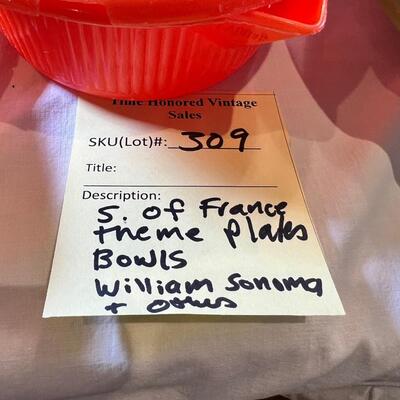 Time Honored Vintage
Sales
SKU(Lot)#: 309
Title:
Description:
S. of France
theme plates
Bowls
William Sonoma
+ others